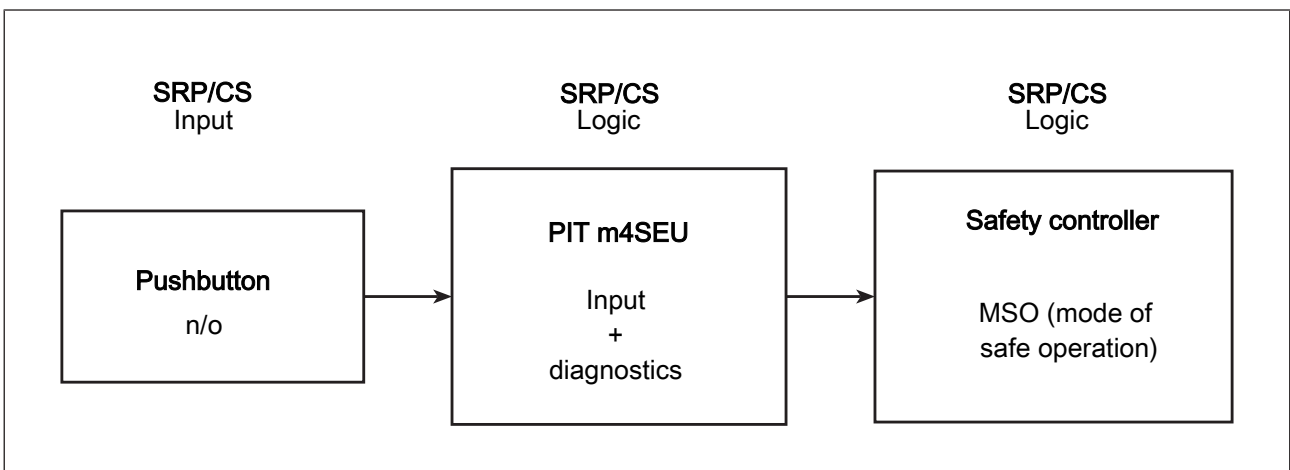 SRP/CS
Input
SRP/CS
Logic
SRP/CS
Logic
Pushbutton
n/o
PIT m4SEU
Input
+
diagnostics
Safety controller
MSO (mode of
safe operation)